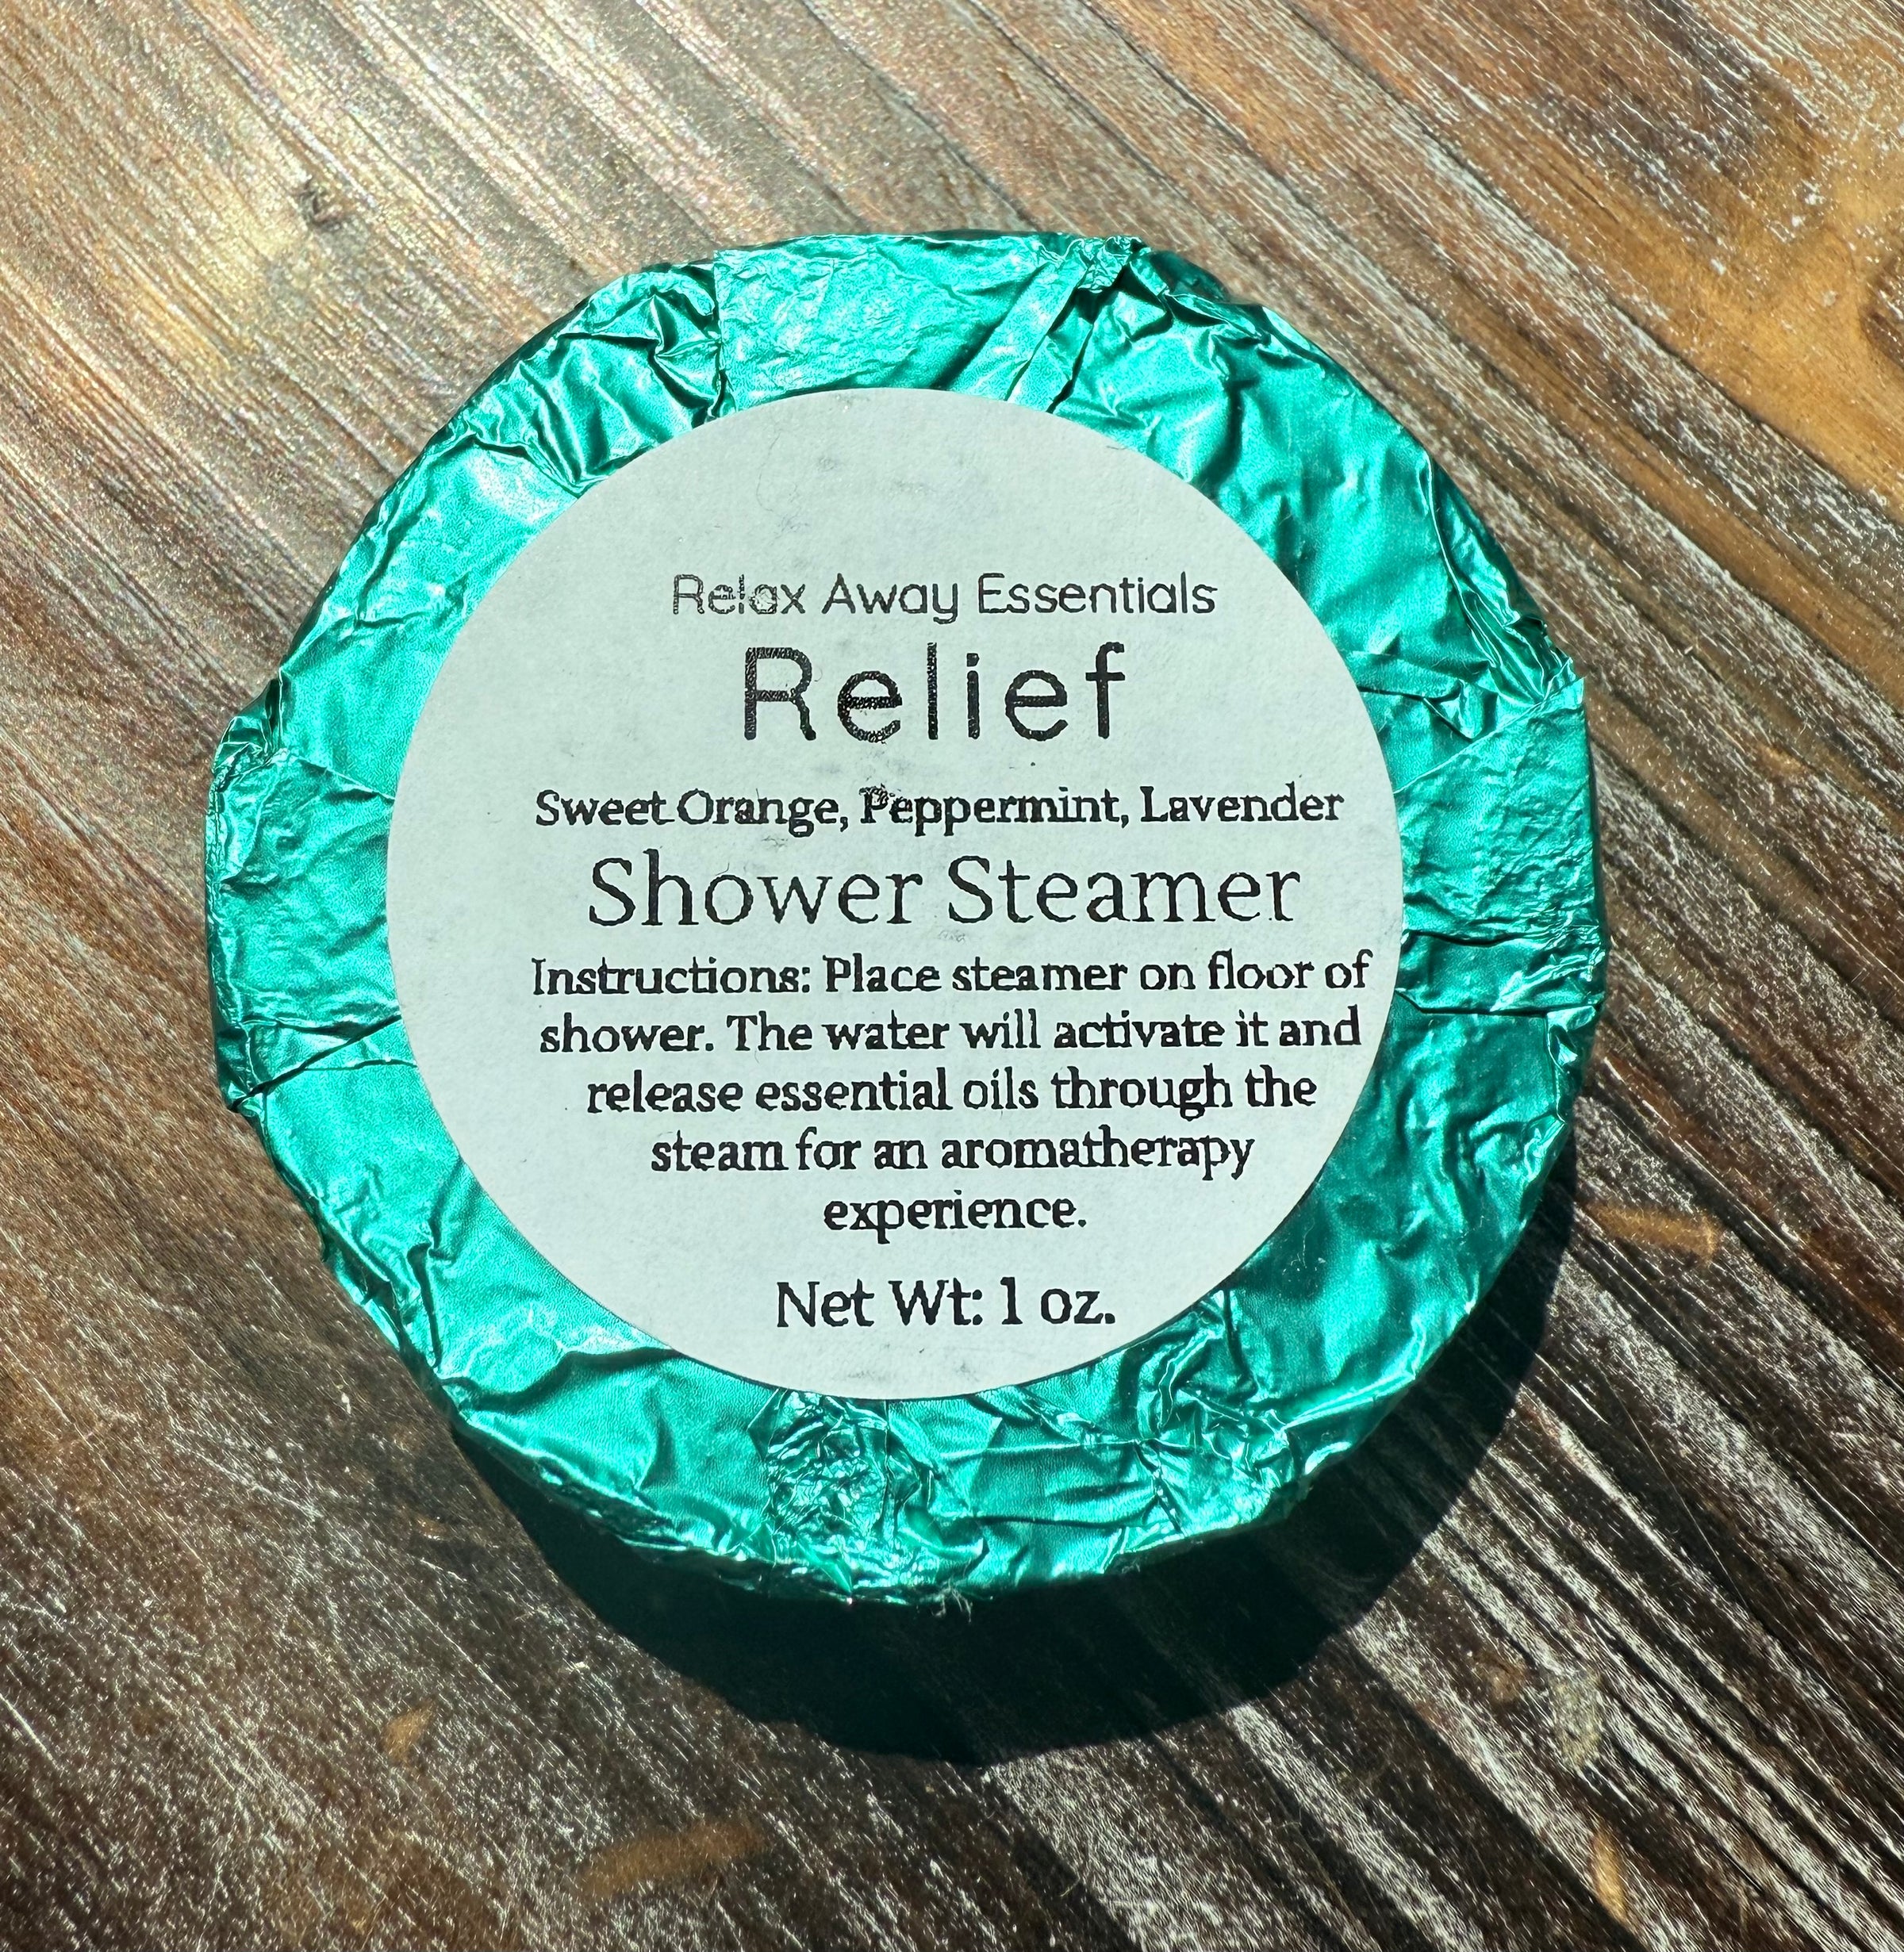 Relax Away Essentials
Relief
Sweet Orange, Peppermint, Lavender
Shower Steamer
Instructions: Place steamer on floor of
shower. The water will activate it and
release essential oils through the
steam for an aromatherapy
experience.
Net Wt: 1 oz.